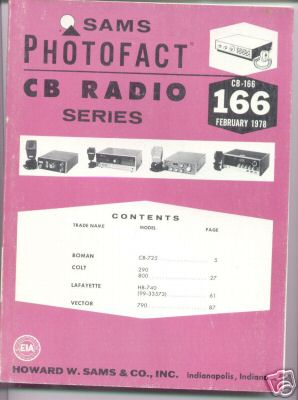 SAMS
PHOTOFACT®
CB RADIO
SERIES
CB-166
166
FEBRUARY 1978
CONTENTS
TRADE NAME MODEL PAGE
BOMAN CB-725 5
COLT 290
800 27
LAFAYETTE HB-740
(99-33573) 61
VECTOR 790 87
EIA
HOWARD W. SAMS & CO., INC. Indianapolis, Indiana